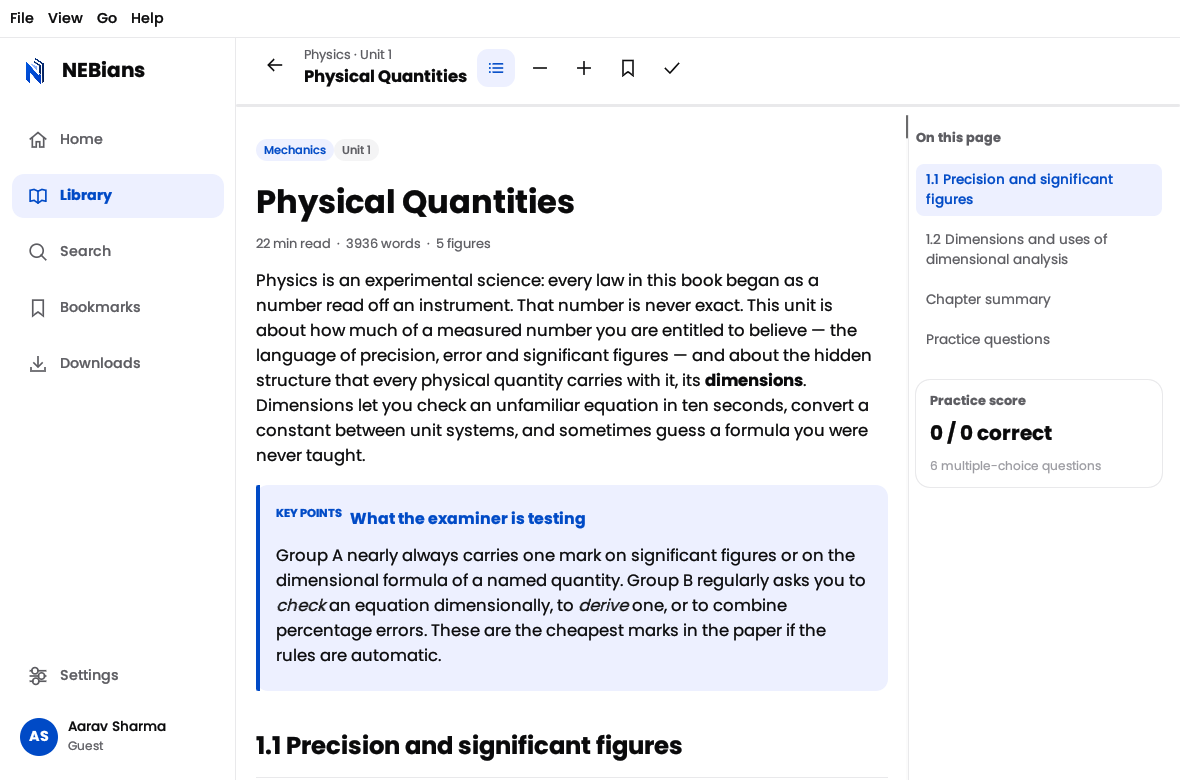 File View Go Help
NEBians
Home
Library
Search
Bookmarks
Downloads
Settings
AS
Aarav Sharma
Guest
Physics · Unit 1
Physical Quantities
Mechanics Unit 1
Physical Quantities
22 min read · 3936 words · 5 figures
Physics is an experimental science: every law in this book began as a
number read off an instrument. That number is never exact. This unit is
about how much of a measured number you are entitled to believe — the
language of precision, error and significant figures — and about the hidden
structure that every physical quantity carries with it, its dimensions.
Dimensions let you check an unfamiliar equation in ten seconds, convert a
constant between unit systems, and sometimes guess a formula you were
never taught.
KEY POINTS What the examiner is testing
Group A nearly always carries one mark on significant figures or on the
dimensional formula of a named quantity. Group B regularly asks you to
check an equation dimensionally, to derive one, or to combine
percentage errors. These are the cheapest marks in the paper if the
rules are automatic.
1.1 Precision and significant figures
On this page
1.1 Precision and significant
figures
1.2 Dimensions and uses of
dimensional analysis
Chapter summary
Practice questions
Practice score
0 / 0 correct
6 multiple-choice questions